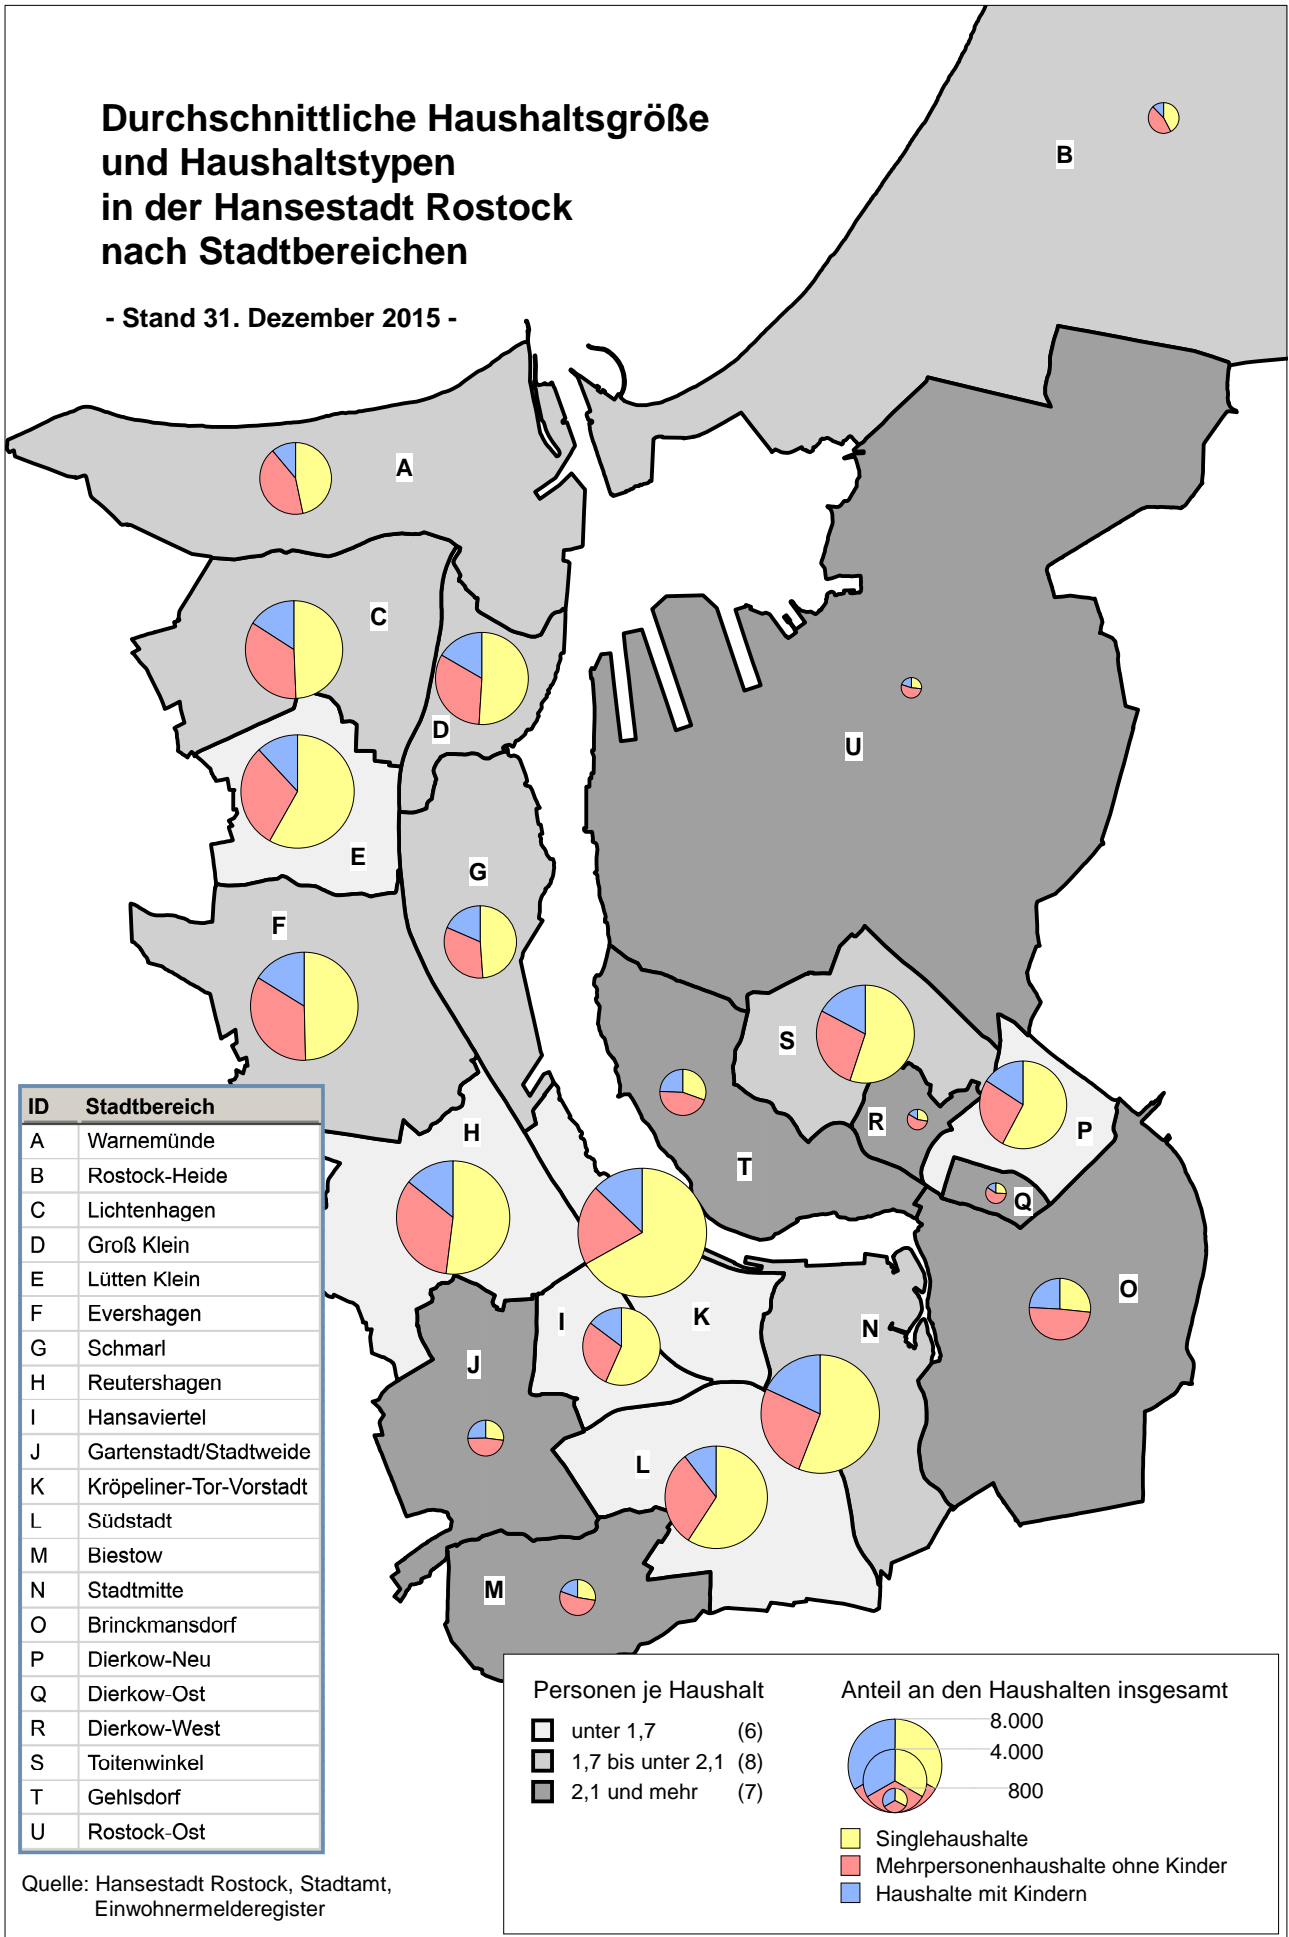 Durchschnittliche Haushaltsgröße
und Haushaltstypen
in der Hansestadt Rostock
nach Stadtbereichen
- Stand 31. Dezember 2015 -
B
A
C
D
U
E
G
F
S
R
P
H
T
Q
O
I
K
N
J
L
M
ID Stadtbereich
A Warnemünde
B Rostock-Heide
C Lichtenhagen
D Groß Klein
E Lütten Klein
F Evershagen
G Schmarl
H Reutershagen
I Hansaviertel
J Gartenstadt/Stadtweide
K Kröpeliner-Tor-Vorstadt
L Südstadt
M Biestow
N Stadtmitte
O Brinckmansdorf
P Dierkow-Neu
Q Dierkow-Ost
R Dierkow-West
S Toitenwinkel
T Gehlsdorf
U Rostock-Ost
Quelle: Hansestadt Rostock, Stadtamt,
Einwohnermelderegister
Personen je Haushalt
unter 1,7 (6)
1,7 bis unter 2,1 (8)
2,1 und mehr (7)
Anteil an den Haushalten insgesamt
8.000
4.000
800
Singlehaushalte
Mehrpersonenhaushalte ohne Kinder
Haushalte mit Kindern